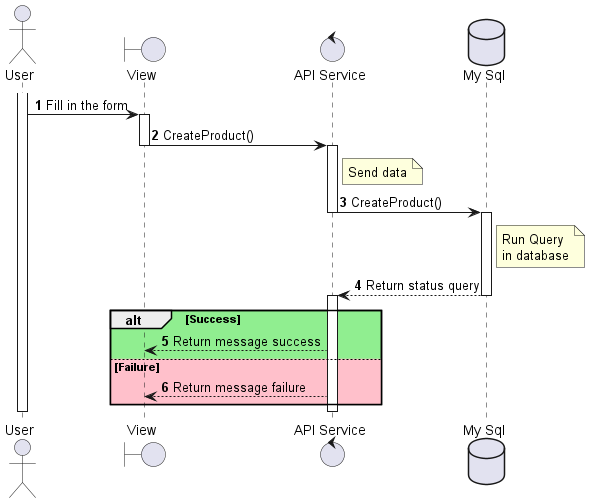 User
View
API Service
My Sql
1 Fill in the form
2 CreateProduct()
Send data
3 CreateProduct()
Run Query
in database
4 Return status query
alt [Success]
5 Return message success
[Failure]
6 Return message failure
User
View
API Service
My Sql